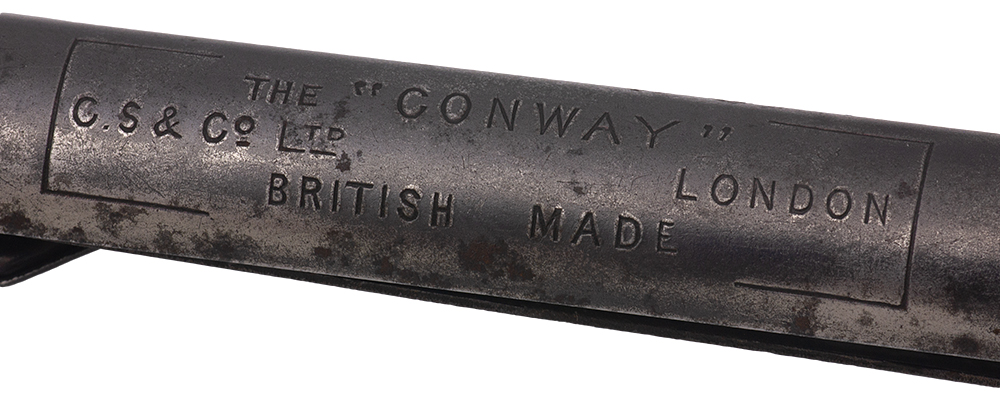 THE "CONWAY"
C.S & Cº LTD. LONDON
BRITISH MADE